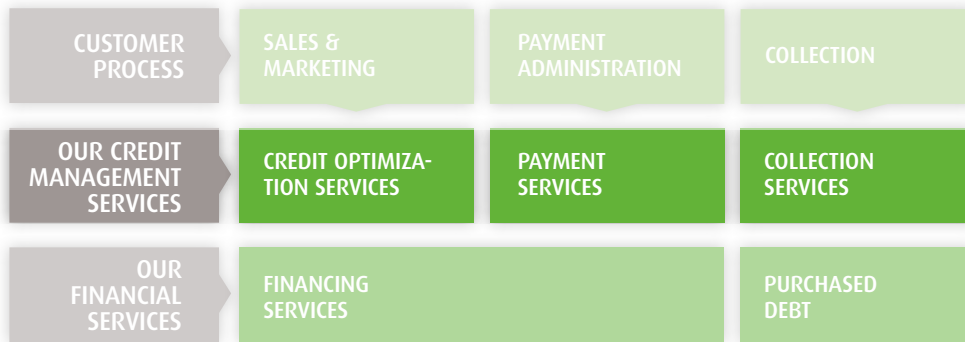 CUSTOMER
PROCESS
SALES &
MARKETING
PAYMENT
ADMINISTRATION
COLLECTION
OUR CREDIT
MANAGEMENT
SERVICES
CREDIT OPTIMIZA-
TION SERVICES
PAYMENT
SERVICES
COLLECTION
SERVICES
OUR
FINANCIAL
SERVICES
FINANCING
SERVICES
PURCHASED
DEBT